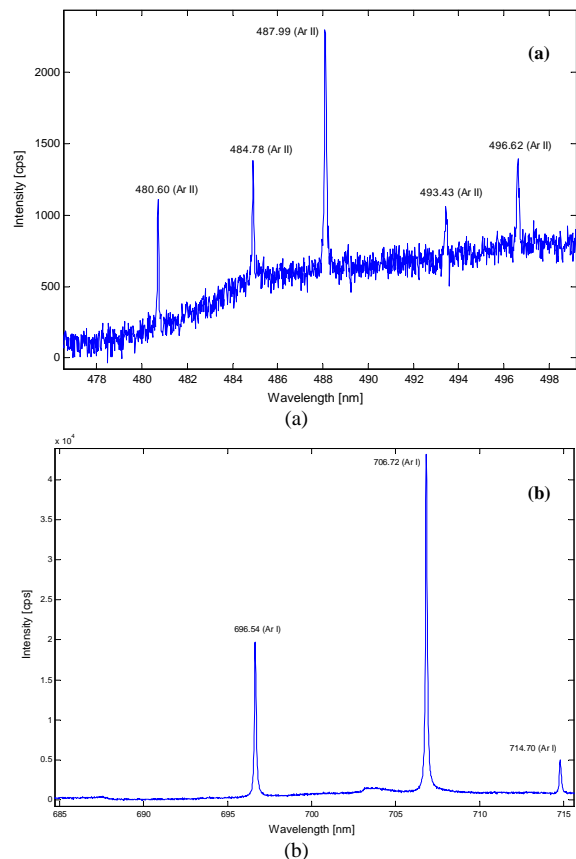 487.99 (Ar II)
(a)
484.78 (Ar II)
496.62 (Ar II)
480.60 (Ar II)
493.43 (Ar II)
2000
1500
1000
500
0
Intensity [cps]
478 480 482 484 486 488 490 492 494 496 498
Wavelength [nm]
(a)
x 10⁴
706.72 (Ar I)
(b)
696.54 (Ar I)
714.70 (Ar I)
4
3.5
3
2.5
2
1.5
1
0.5
0
Intensity [cps]
685 690 695 700 705 710 715
Wavelength [nm]
(b)